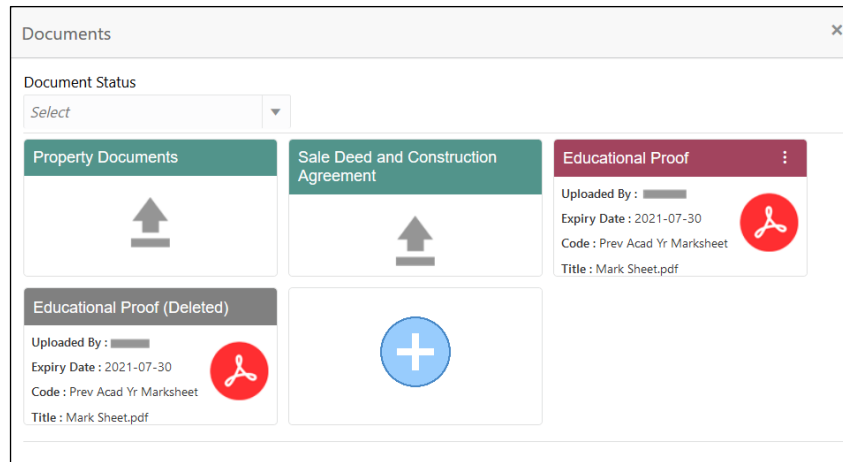 Documents
Document Status
Select
Property Documents
Sale Deed and Construction
Agreement
Educational Proof
Uploaded By :
Expiry Date : 2021-07-30
Code : Prev Acad Yr Marksheet
Title : Mark Sheet.pdf
Educational Proof (Deleted)
Uploaded By :
Expiry Date : 2021-07-30
Code : Prev Acad Yr Marksheet
Title : Mark Sheet.pdf